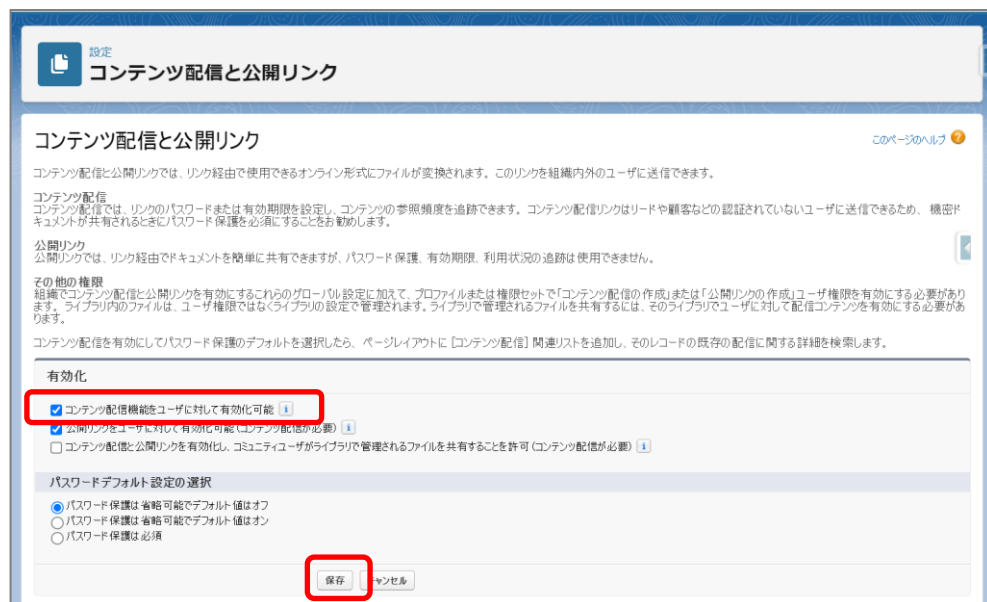 設定
コンテンツ配信と公開リンク
コンテンツ配信と公開リンク
このページのヘルプ
コンテンツ配信と公開リンクでは、リンク経由で使用できるオンライン形式にファイルが変換されます。このリンクを組織内外のユーザに送信できます。
コンテンツ配信
コンテンツ配信では、リンクのパスワードまたは有効期限を設定し、コンテンツの参照頻度を追跡できます。コンテンツ配信リンクはリードや顧客などの認証されていないユーザに送信できるため、機密ド
キュメントが共有されるときにパスワード保護を必須にすることをお勧めします。
公開リンク
公開リンクでは、リンク経由でドキュメントを簡単に共有できますが、パスワード保護、有効期限、利用状況の追跡は使用できません。
その他の権限
組織でコンテンツ配信と公開リンクを有効にするこれらのグローバル設定に加えて、プロファイルまたは権限セットで「コンテンツ配信の作成」または「公開リンクの作成」ユーザ権限を有効にする必要があり
ます。ライブラリ内のファイルは、ユーザ権限ではなくライブラリの設定で管理されます。ライブラリで管理されるファイルを共有するには、そのライブラリでユーザに対して配信コンテンツを有効にする必要があ
ります。
コンテンツ配信を有効にしてパスワード保護のデフォルトを選択したら、ページレイアウトに [コンテンツ配信] 関連リストを追加し、そのレコードの既存の配信に関する詳細を検索します。
有効化
コンテンツ配信機能をユーザに対して有効化可能 i
公開リンクをユーザに対して有効化可能 (コンテンツ配信が必要) i
コンテンツ配信と公開リンクを有効化し、コミュニティユーザがライブラリで管理されるファイルを共有することを許可 (コンテンツ配信が必要) i
パスワードデフォルト設定の選択
パスワード保護は省略可能でデフォルト値はオフ
パスワード保護は省略可能でデフォルト値はオン
パスワード保護は必須
保存 キャンセル